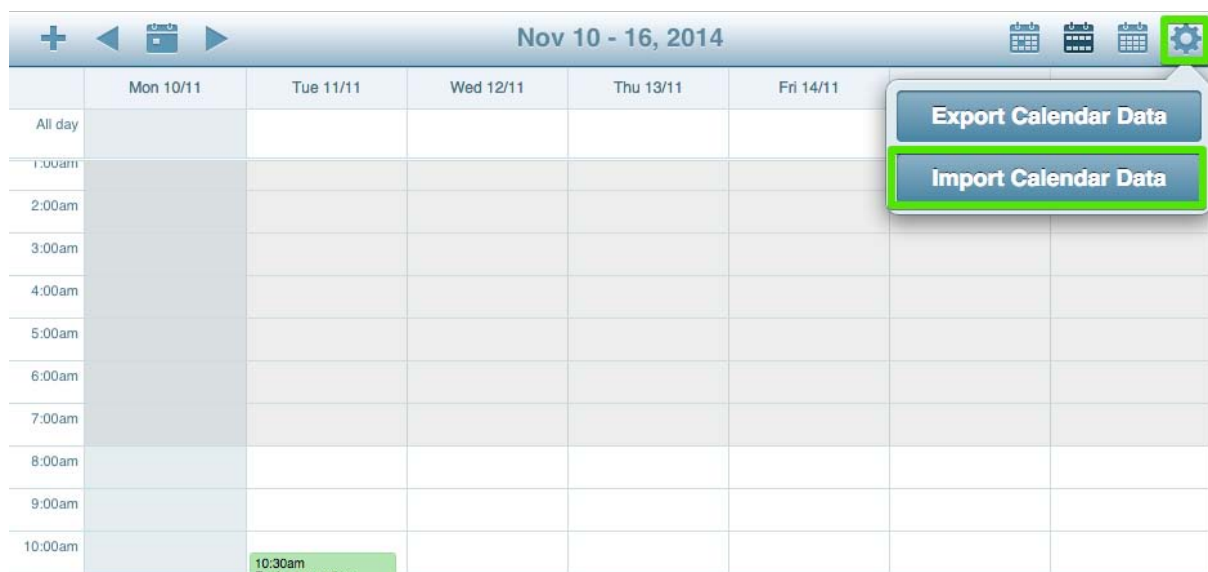 Nov 10 - 16, 2014
Mon 10/11 Tue 11/11 Wed 12/11 Thu 13/11 Fri 14/11
Export Calendar Data
Import Calendar Data
All day
1:00am
2:00am
3:00am
4:00am
5:00am
6:00am
7:00am
8:00am
9:00am
10:00am
10:30am